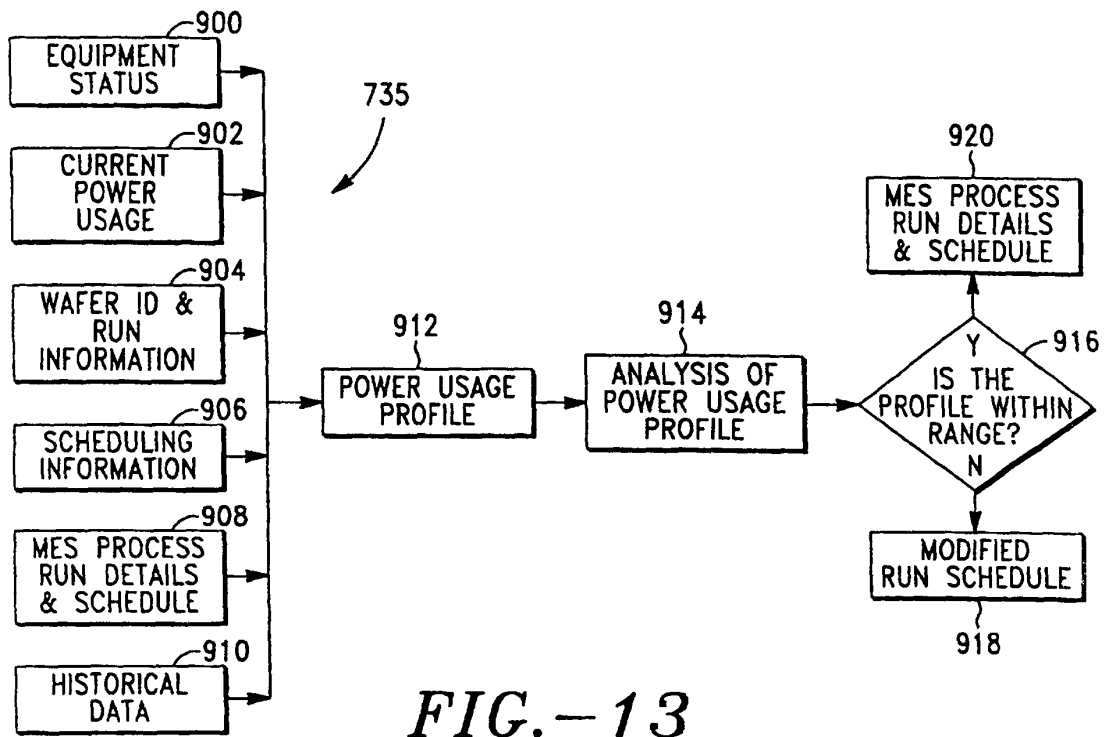 900
EQUIPMENT
STATUS
902
CURRENT
POWER
USAGE
904
WAFER ID &
RUN
INFORMATION
906
SCHEDULING
INFORMATION
908
MES PROCESS
RUN DETAILS
& SCHEDULE
910
HISTORICAL
DATA
735
912
POWER USAGE
PROFILE
914
ANALYSIS OF
POWER USAGE
PROFILE
920
MES PROCESS
RUN DETAILS
& SCHEDULE
916
Y
IS THE
PROFILE WITHIN
RANGE?
N
MODIFIED
RUN SCHEDULE
918
FIG.-13